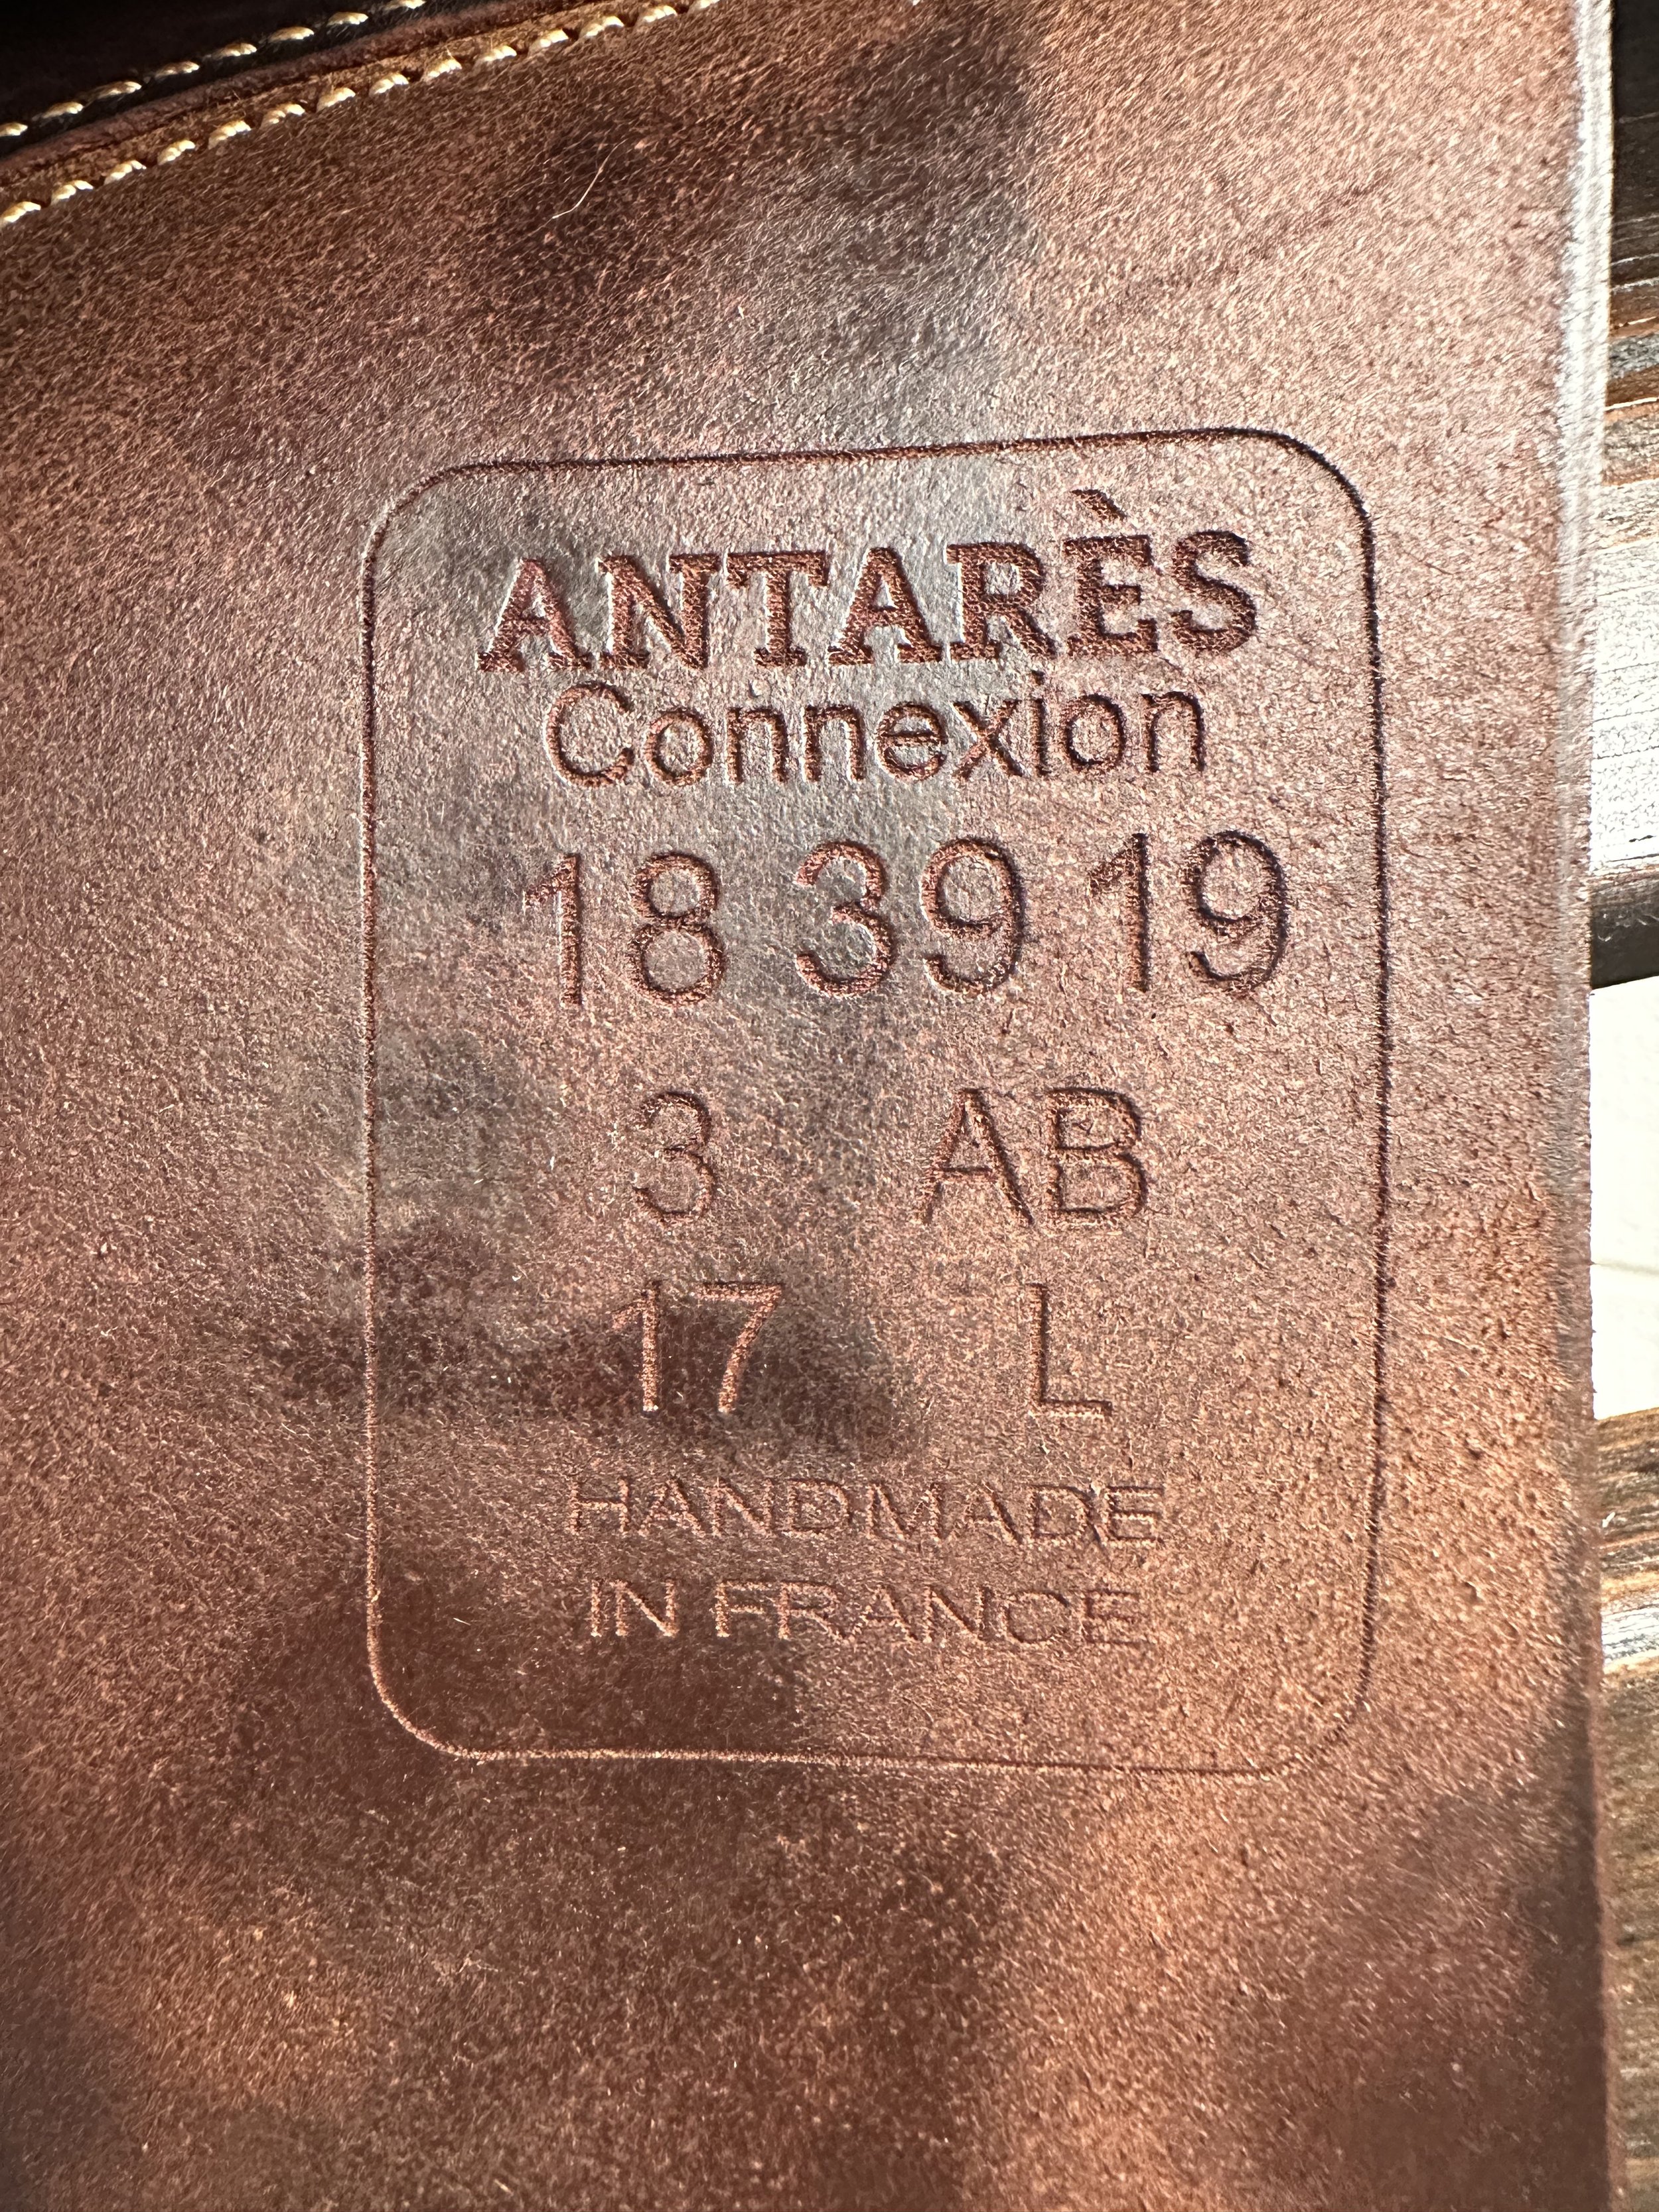 ANTARÈS
Connexion
18 39 19
3 AB
17 L
HANDMADE
IN FRANCE